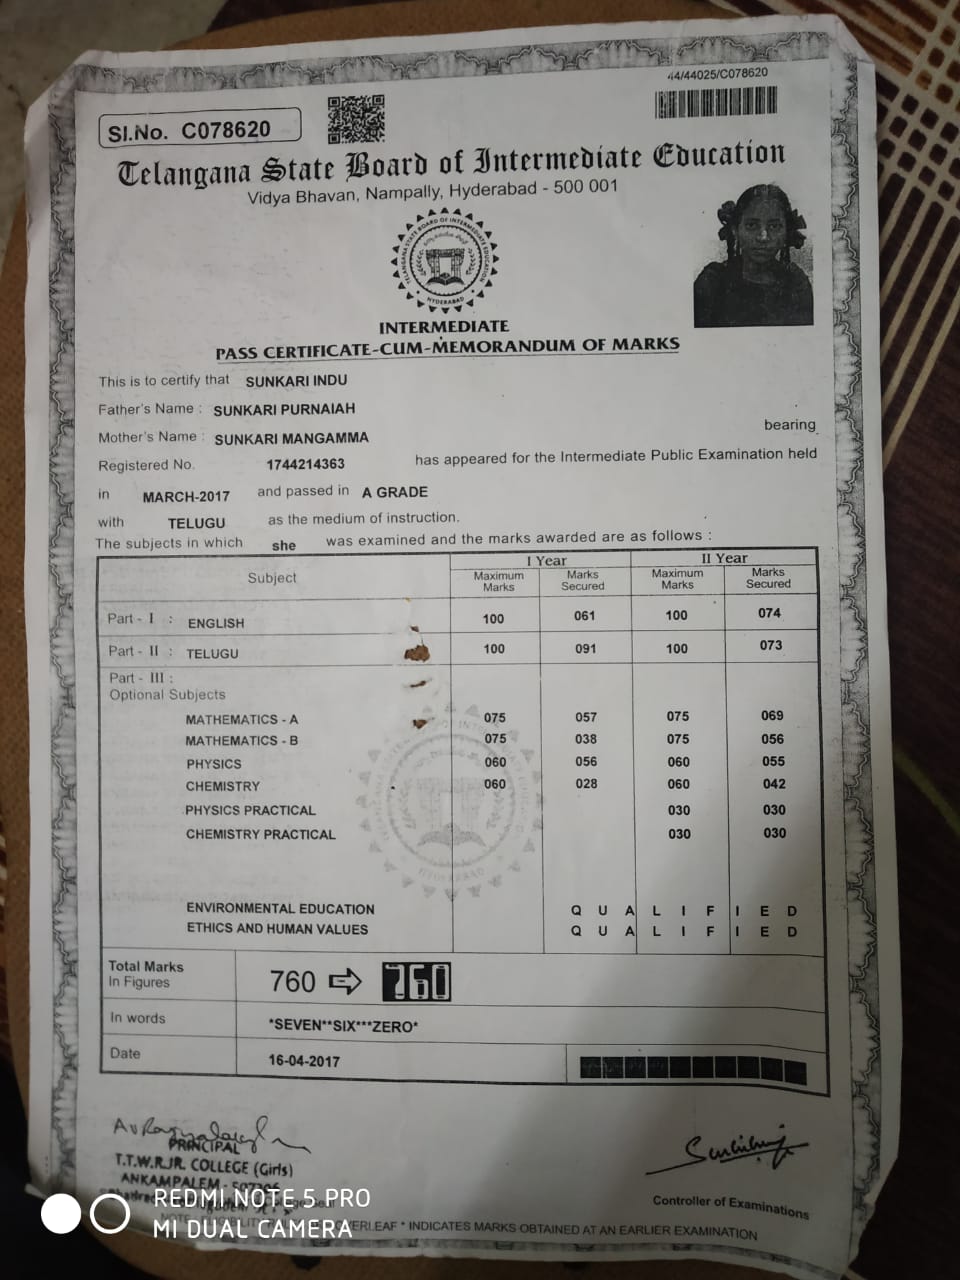 44/44025/C078620
Sl.No. C078620
Telangana State Board of Intermediate Education
Vidya Bhavan, Nampally, Hyderabad - 500 001
TELANGANA STATE BOARD OF INTERMEDIATE EDUCATION
HYDERABAD
INTERMEDIATE
PASS CERTIFICATE-CUM-MEMORANDUM OF MARKS
This is to certify that SUNKARI INDU
Father's Name : SUNKARI PURNAIAH
Mother's Name : SUNKARI MANGAMMA bearing
Registered No. 1744214363 has appeared for the Intermediate Public Examination held
in MARCH-2017 and passed in A GRADE
with TELUGU as the medium of instruction.
The subjects in which she was examined and the marks awarded are as follows :
Subject I Year II Year
Maximum Marks Marks Secured Maximum Marks Marks Secured
Part - I : ENGLISH 100 061 100 074
Part - II : TELUGU 100 091 100 073
Part - III :
Optional Subjects
MATHEMATICS - A 075 057 075 069
MATHEMATICS - B 075 038 075 056
PHYSICS 060 056 060 055
CHEMISTRY 060 028 060 042
PHYSICS PRACTICAL 030 030
CHEMISTRY PRACTICAL 030 030
ENVIRONMENTAL EDUCATION Q U A L I F I E D
ETHICS AND HUMAN VALUES Q U A L I F I E D
Total Marks
In Figures 760 760
In words *SEVEN**SIX***ZERO*
Date 16-04-2017
PRINCIPAL
T.T.W.R.JR. COLLEGE (Girls)
ANKAMPALEM -
Controller of Examinations
OVERLEAF * INDICATES MARKS OBTAINED AT AN EARLIER EXAMINATION
REDMI NOTE 5 PRO
MI DUAL CAMERA